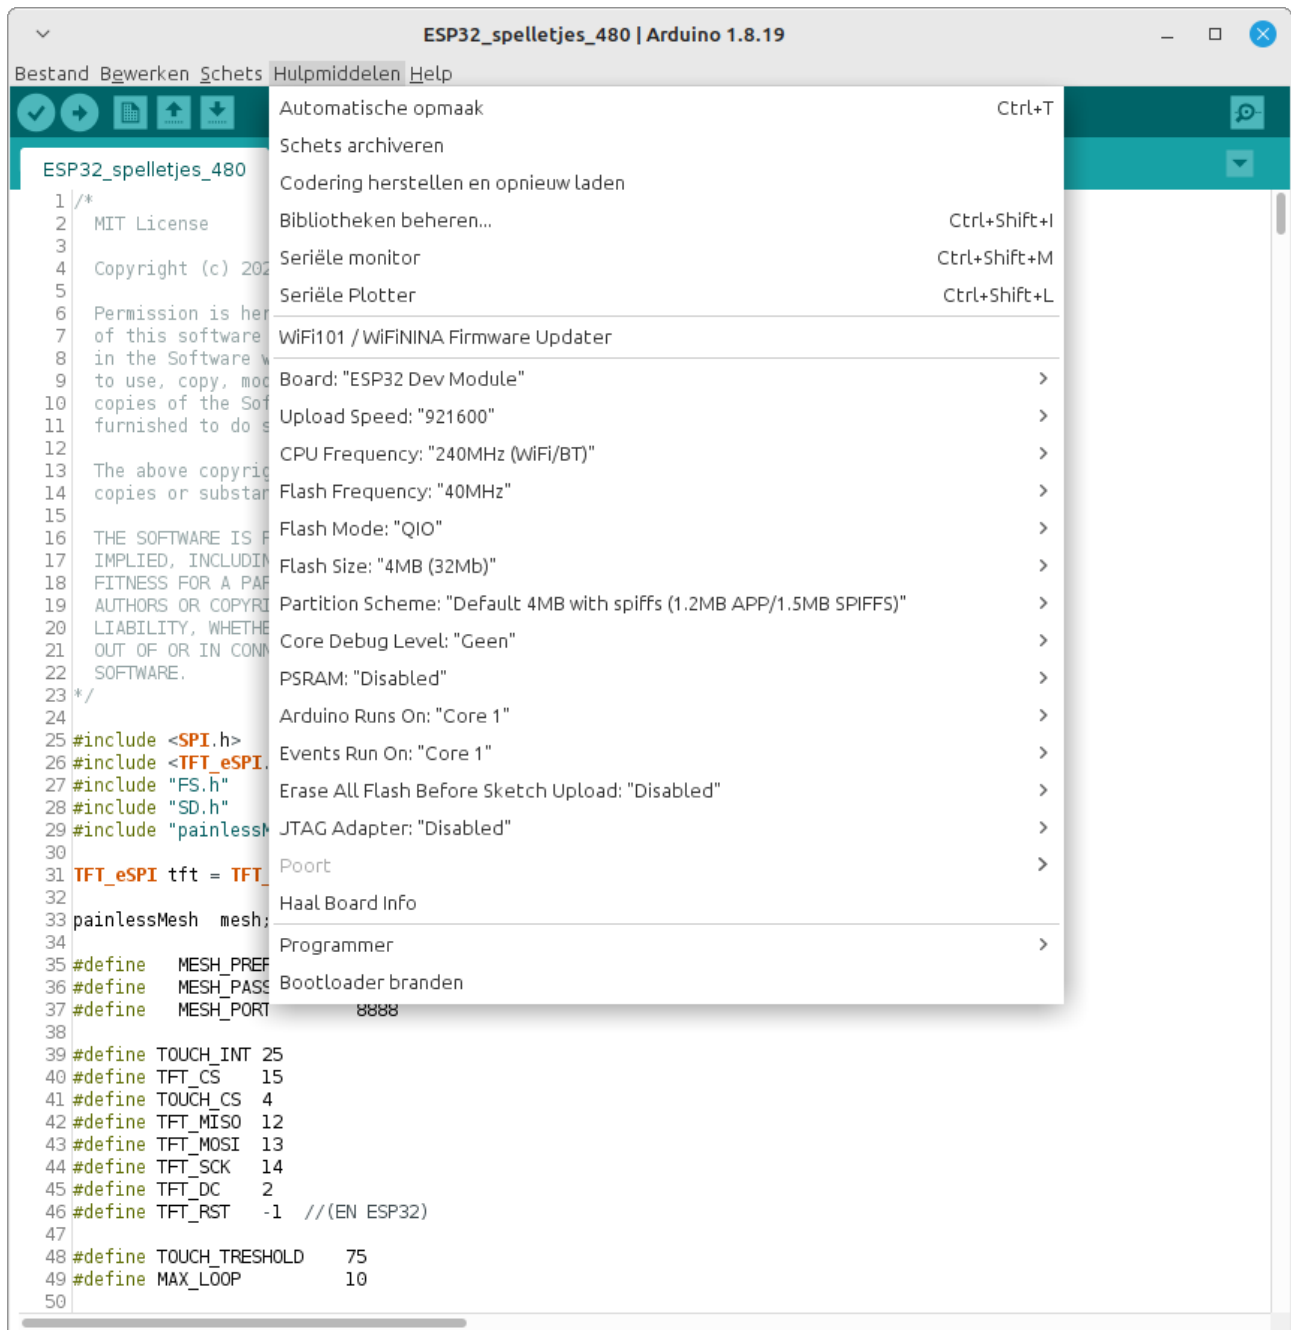 ESP32_spelletjes_480 | Arduino 1.8.19
Bestand Bewerken Schets Hulpmiddelen Help
ESP32_spelletjes_480
Automatische opmaak Ctrl+T
Schets archiveren
Codering herstellen en opnieuw laden
Bibliotheken beheren... Ctrl+Shift+I
Seriële monitor Ctrl+Shift+M
Seriële Plotter Ctrl+Shift+L
WiFi101 / WiFiNINA Firmware Updater
Board: "ESP32 Dev Module"
Upload Speed: "921600"
CPU Frequency: "240MHz (WiFi/BT)"
Flash Frequency: "40MHz"
Flash Mode: "QIO"
Flash Size: "4MB (32Mb)"
Partition Scheme: "Default 4MB with spiffs (1.2MB APP/1.5MB SPIFFS)"
Core Debug Level: "Geen"
PSRAM: "Disabled"
Arduino Runs On: "Core 1"
Events Run On: "Core 1"
Erase All Flash Before Sketch Upload: "Disabled"
JTAG Adapter: "Disabled"
Poort
Haal Board Info
Programmer
Bootloader branden
1 /*
2 MIT License
3
4 Copyright (c) 202
5
6 Permission is her
7 of this software
8 in the Software w
9 to use, copy, mod
10 copies of the Sof
11 furnished to do s
12
13 The above copyrig
14 copies or substan
15
16 THE SOFTWARE IS P
17 IMPLIED, INCLUDIN
18 FITNESS FOR A PAR
19 AUTHORS OR COPYRI
20 LIABILITY, WHETHE
21 OUT OF OR IN CONN
22 SOFTWARE.
23 */
24
25 #include <SPI.h>
26 #include <TFT_eSPI.
27 #include "FS.h"
28 #include "SD.h"
29 #include "painlessM
30
31 TFT_eSPI tft = TFT_
32
33 painlessMesh mesh;
34
35 #define MESH_PREF
36 #define MESH_PASS
37 #define MESH_PORT 8888
38
39 #define TOUCH_INT 25
40 #define TFT_CS 15
41 #define TOUCH_CS 4
42 #define TFT_MISO 12
43 #define TFT_MOSI 13
44 #define TFT_SCK 14
45 #define TFT_DC 2
46 #define TFT_RST -1 //(EN ESP32)
47
48 #define TOUCH_TRESHOLD 75
49 #define MAX_LOOP 10
50